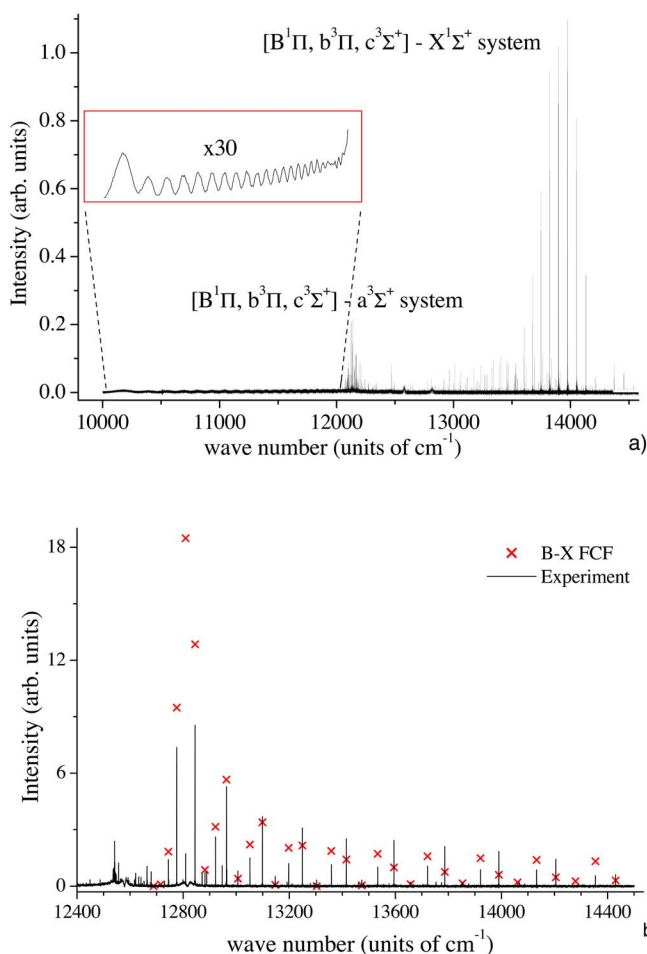 [B¹Π, b³Π, c³Σ⁺] - X¹Σ⁺ system
1.0
0.8
x30
0.6
0.4
[B¹Π, b³Π, c³Σ⁺] - a³Σ⁺ system
0.2
0.0
Intensity (arb. units)
10000 11000 12000 13000 14000
wave number (units of cm⁻¹)
a)
18
B-X FCF
Experiment
12
6
0
Intensity (arb. units)
12400 12800 13200 13600 14000 14400
wave number (units of cm⁻¹)
b